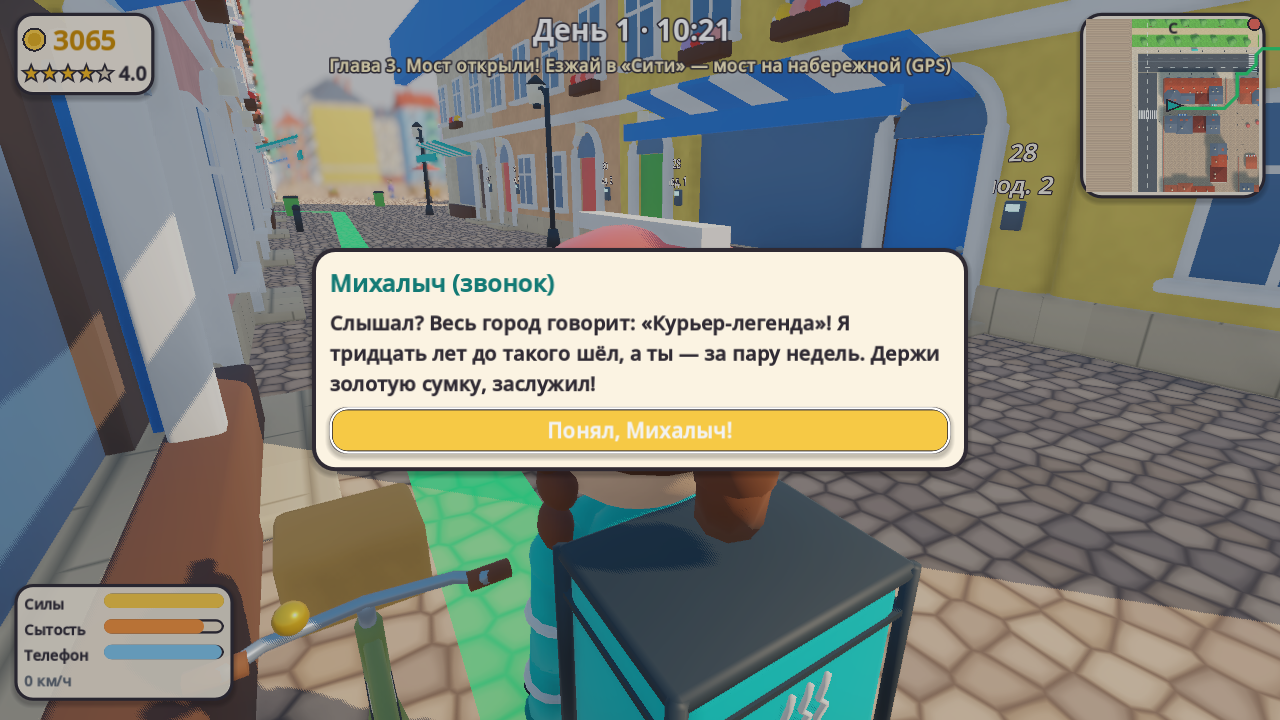 3065
4.0
День 1 · 10:21
Глава 3. Мост открыли! Езжай в «Сити» — мост на набережной (GPS)
С
28
под. 2
Михалыч (звонок)
Слышал? Весь город говорит: «Курьер-легенда»! Я
тридцать лет до такого шёл, а ты — за пару недель. Держи
золотую сумку, заслужил!
Понял, Михалыч!
Силы
Сытость
Телефон
0 км/ч